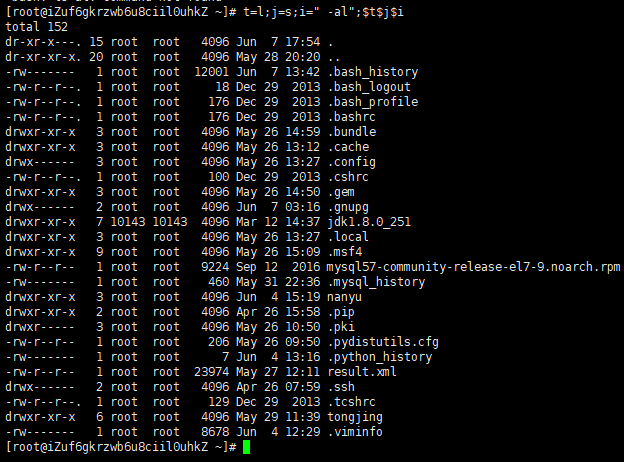 [root@iZuf6gkrzwb6u8ciil0uhkZ ~]# t=l;j=s;i=" -al";$t$j$i
total 152
dr-xr-x---. 15 root root 4096 Jun 7 17:54 .
dr-xr-xr-x. 20 root root 4096 May 28 20:20 ..
-rw------- 1 root root 12001 Jun 7 13:42 .bash_history
-rw-r--r--. 1 root root 18 Dec 29 2013 .bash_logout
-rw-r--r--. 1 root root 176 Dec 29 2013 .bash_profile
-rw-r--r--. 1 root root 176 Dec 29 2013 .bashrc
drwxr-xr-x 3 root root 4096 May 26 14:59 .bundle
drwxr-xr-x 3 root root 4096 May 26 13:12 .cache
drwx------ 3 root root 4096 May 26 13:27 .config
-rw-r--r--. 1 root root 100 Dec 29 2013 .cshrc
drwxr-xr-x 3 root root 4096 May 26 14:50 .gem
drwx------ 2 root root 4096 Jun 7 03:16 .gnupg
drwxr-xr-x 7 10143 10143 4096 Mar 12 14:37 jdk1.8.0_251
drwxr-xr-x 3 root root 4096 May 26 13:27 .local
drwxr-xr-x 9 root root 4096 May 26 15:09 .msf4
-rw-r--r-- 1 root root 9224 Sep 12 2016 mysql57-community-release-el7-9.noarch.rpm
-rw------- 1 root root 460 May 31 22:36 .mysql_history
drwxr-xr-x 3 root root 4096 Jun 4 15:19 nanyu
drwxr-xr-x 2 root root 4096 Apr 26 15:58 .pip
drwxr----- 3 root root 4096 May 26 10:50 .pki
-rw-r--r-- 1 root root 206 May 26 09:50 .pydistutils.cfg
-rw------- 1 root root 7 Jun 4 13:16 .python_history
-rw-r--r-- 1 root root 23974 May 27 12:11 result.xml
drwx------ 2 root root 4096 Apr 26 07:59 .ssh
-rw-r--r--. 1 root root 129 Dec 29 2013 .tcshrc
drwxr-xr-x 6 root root 4096 May 29 11:39 tongjing
-rw------- 1 root root 8678 Jun 4 12:29 .viminfo
[root@iZuf6gkrzwb6u8ciil0uhkZ ~]#